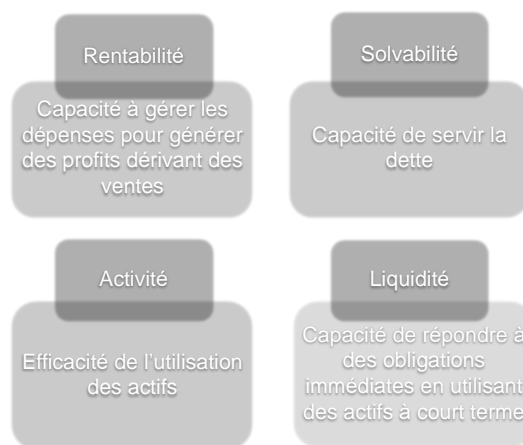 Rentabilité
Capacité à gérer les
dépenses pour générer
des profits dérivant des
ventes
Solvabilité
Capacité de servir la
dette
Activité
Efficacité de l'utilisation
des actifs
Liquidité
Capacité de répondre à
des obligations
immédiates en utilisant
des actifs à court terme